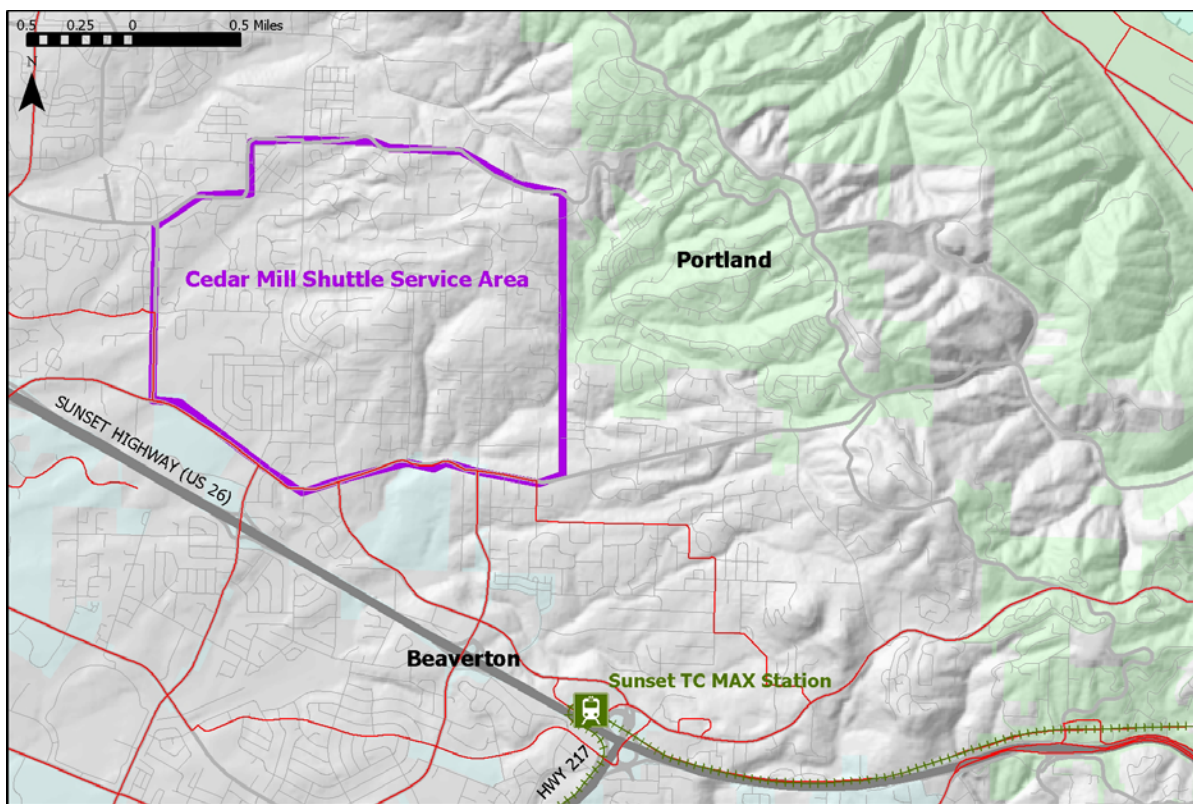 0.5 0.25 0 0.5 Miles
N
Cedar Mill Shuttle Service Area
Portland
SUNSET HIGHWAY (US 26)
Beaverton
Sunset TC MAX Station
HWY 217